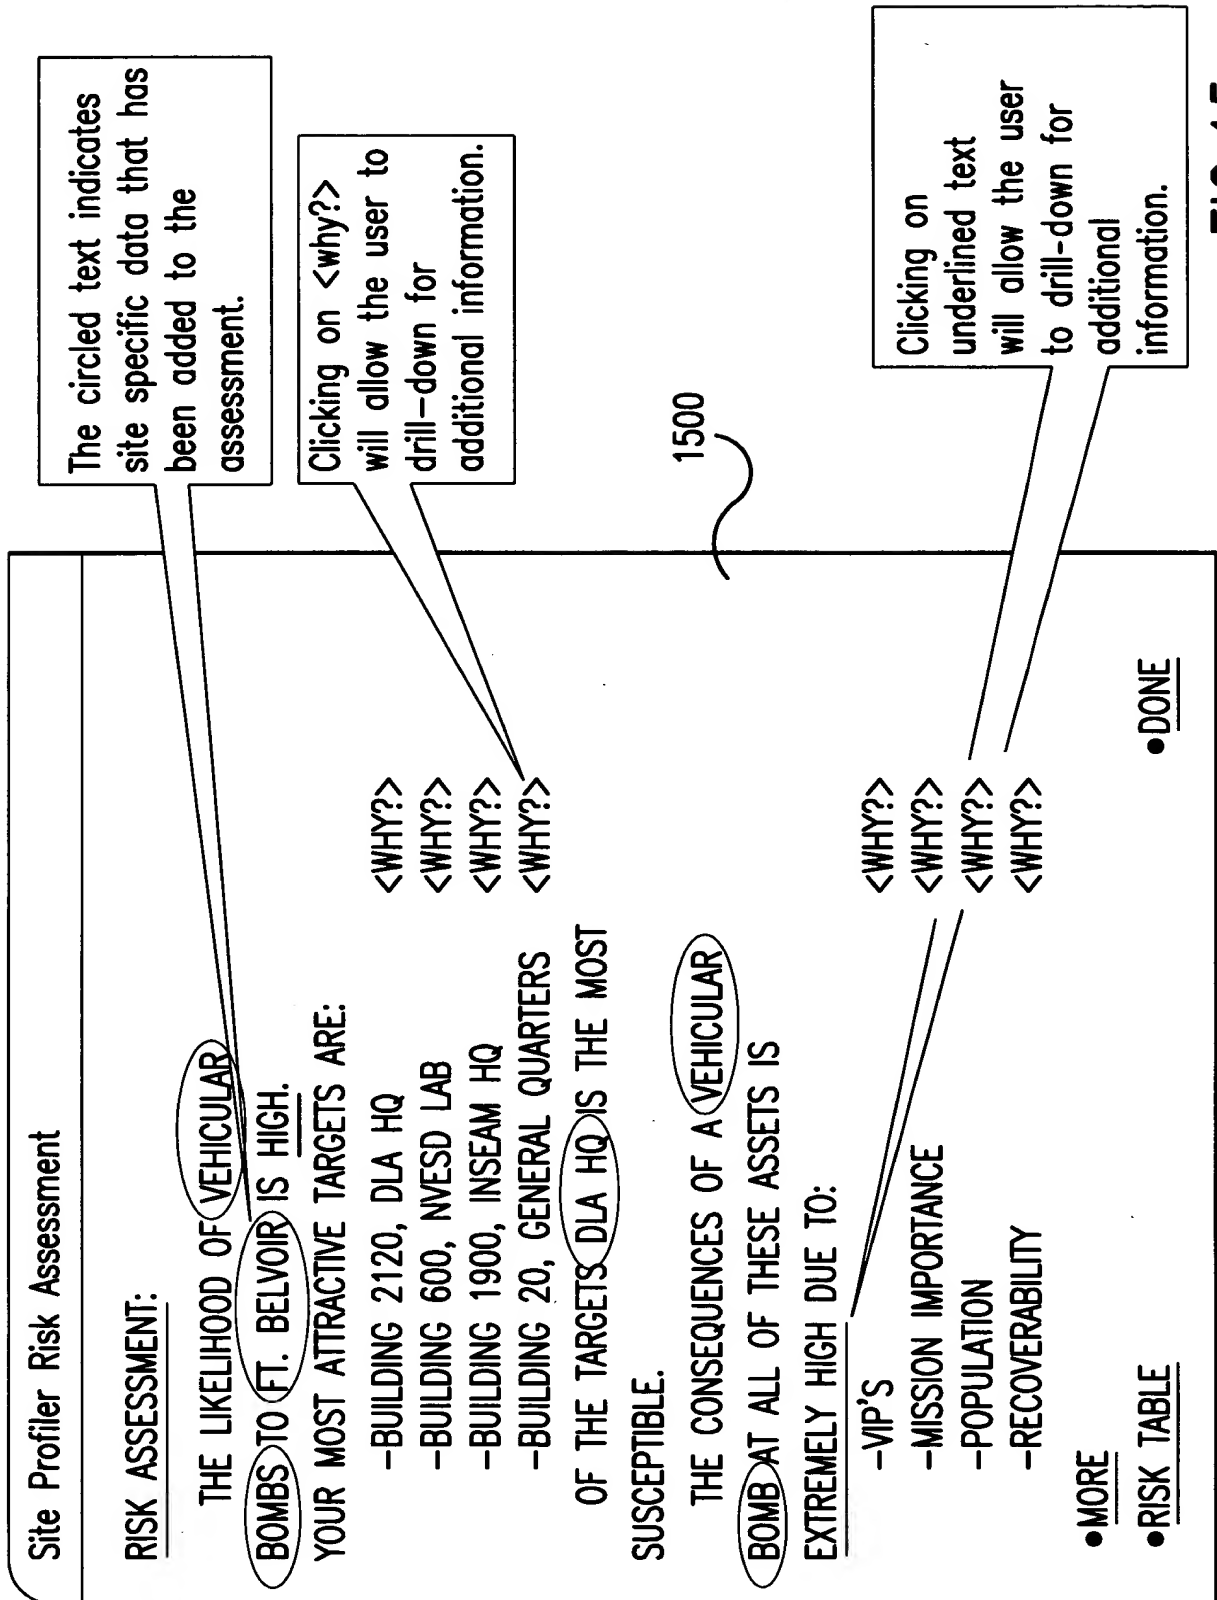 Site Profiler Risk Assessment
RISK ASSESSMENT:
THE LIKELIHOOD OF VEHICULAR
BOMBS TO FT. BELVOIR IS HIGH.
YOUR MOST ATTRACTIVE TARGETS ARE:
-BUILDING 2120, DLA HQ <WHY?>
-BUILDING 600, NVESD LAB <WHY?>
-BUILDING 1900, INSEAM HQ <WHY?>
-BUILDING 20, GENERAL QUARTERS <WHY?>
OF THE TARGETS DLA HQ IS THE MOST
SUSCEPTIBLE.
THE CONSEQUENCES OF A VEHICULAR
BOMB AT ALL OF THESE ASSETS IS
EXTREMELY HIGH DUE TO:
-VIP'S <WHY?>
-MISSION IMPORTANCE <WHY?>
-POPULATION <WHY?>
-RECOVERABILITY <WHY?>
•MORE
•RISK TABLE •DONE
The circled text indicates
site specific data that has
been added to the
assessment.
Clicking on <why?>
will allow the user to
drill-down for
additional information.
1500
Clicking on
underlined text
will allow the user
to drill-down for
additional
information.